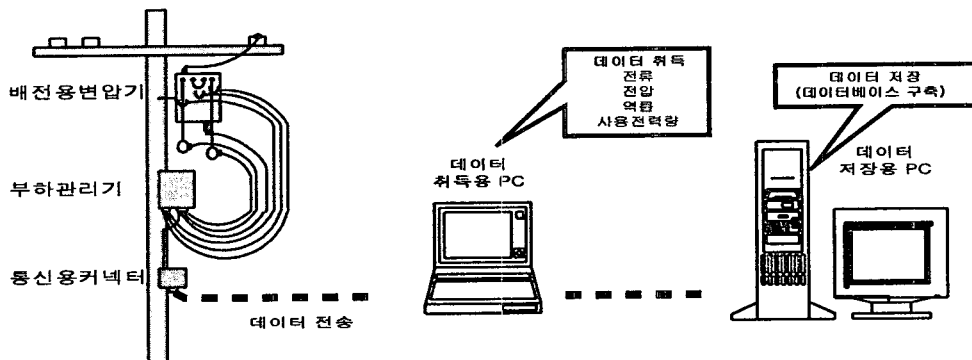 배전용변압기
부하관리기
통신용커넥터
데이터 전송
데이터 취득
전류
전압
역률
사용전력량
데이터
취득용 PC
데이터 저장
(데이터베이스 구축)
데이터
저장용 PC